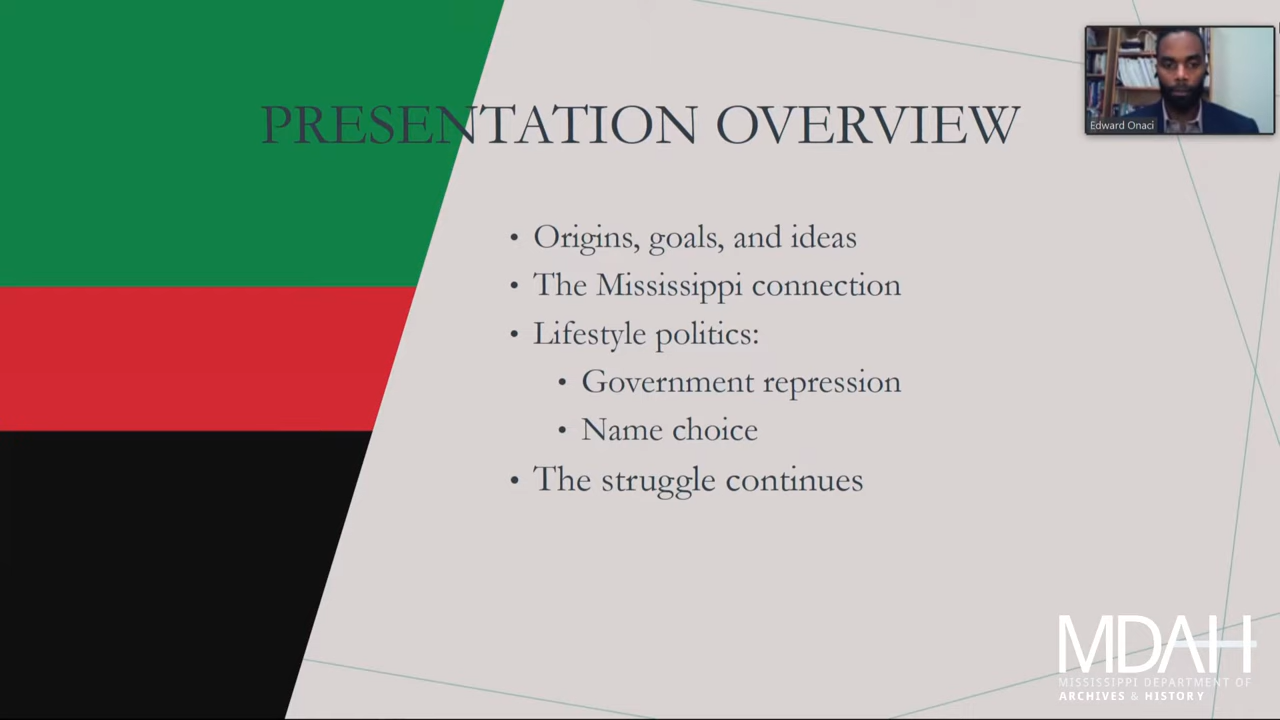 PRESENTATION OVERVIEW
Edward Onaci
• Origins, goals, and ideas
• The Mississippi connection
• Lifestyle politics:
• Government repression
• Name choice
• The struggle continues
MDAH
MISSISSIPPI DEPARTMENT OF
ARCHIVES & HISTORY